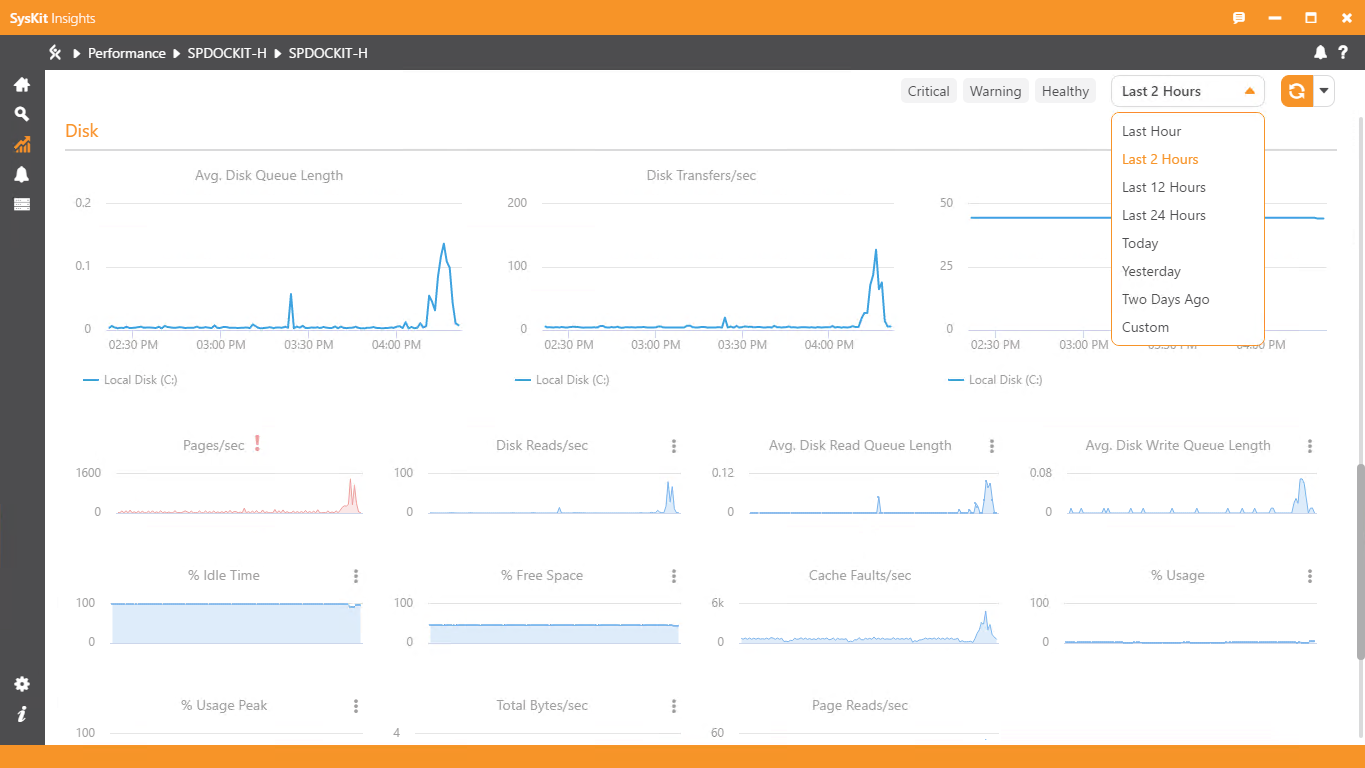 SysKit Insights
Performance SPDOCKIT-H SPDOCKIT-H
Critical Warning Healthy Last 2 Hours
Last Hour
Last 2 Hours
Last 12 Hours
Last 24 Hours
Today
Yesterday
Two Days Ago
Custom
Disk
Avg. Disk Queue Length
0.2
0.1
0
02:30 PM 03:00 PM 03:30 PM 04:00 PM
Local Disk (C:)
Disk Transfers/sec
200
100
0
02:30 PM 03:00 PM 03:30 PM 04:00 PM
Local Disk (C:)
50
25
0
02:30 PM 03:00 PM 03:30 PM 04:00 PM
Local Disk (C:)
Pages/sec
1600
0
Disk Reads/sec
100
0
Avg. Disk Read Queue Length
0.12
0
Avg. Disk Write Queue Length
0.08
0
% Idle Time
100
0
% Free Space
100
0
Cache Faults/sec
6k
0
% Usage
100
0
% Usage Peak
100
Total Bytes/sec
4
Page Reads/sec
60